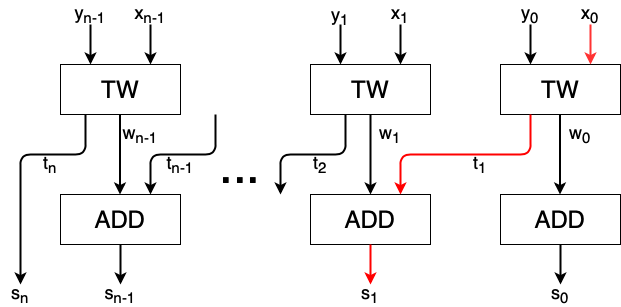 yn-1 xn-1 y1 x1 y0 x0
TW TW TW
wn-1 w1 w0
tn tn-1 ... t2 t1
ADD ADD ADD
sn sn-1 s1 s0